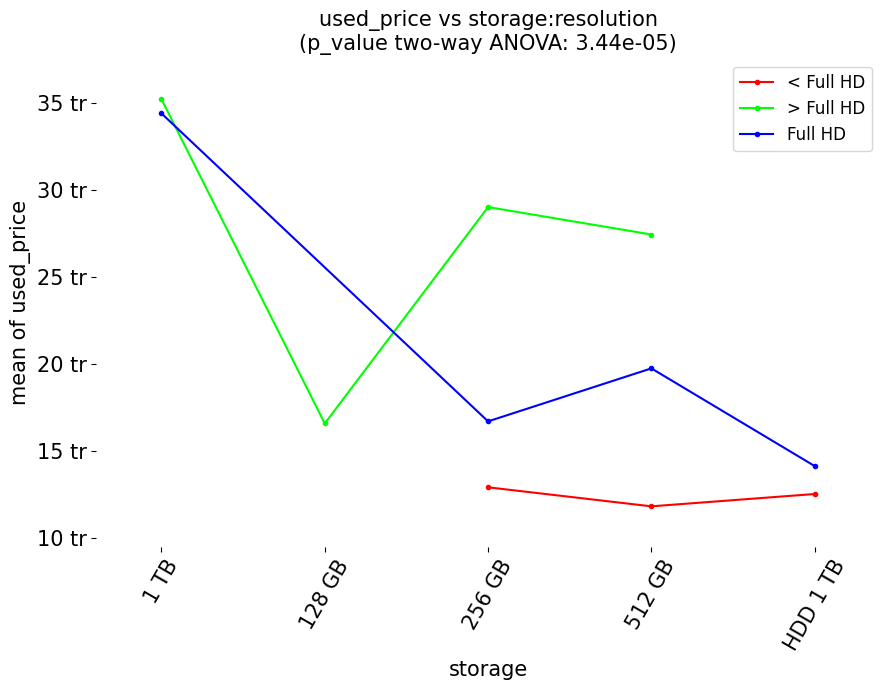 used_price vs storage:resolution
(p_value two-way ANOVA: 3.44e-05)
< Full HD
> Full HD
Full HD
35 tr
30 tr
25 tr
20 tr
15 tr
10 tr
mean of used_price
1 TB
128 GB
256 GB
512 GB
HDD 1 TB
storage